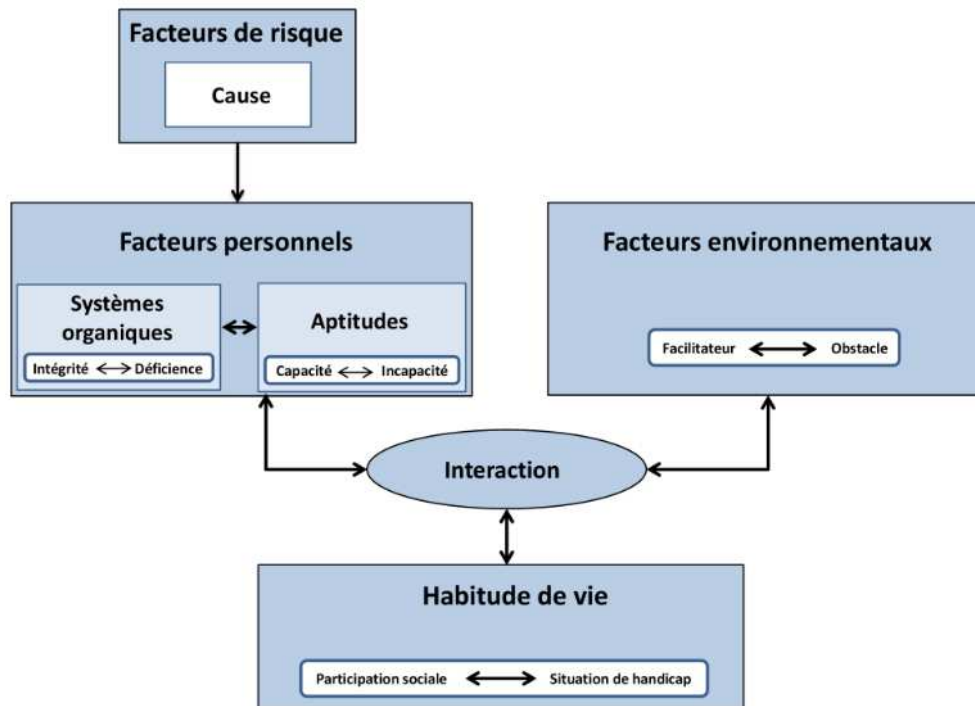 Facteurs de risque
Cause
Facteurs personnels
Facteurs environnementaux
Systèmes
organiques
Aptitudes
Intégrité Déficience
Capacité Incapacité
Facilitateur Obstacle
Interaction
Habitude de vie
Participation sociale Situation de handicap